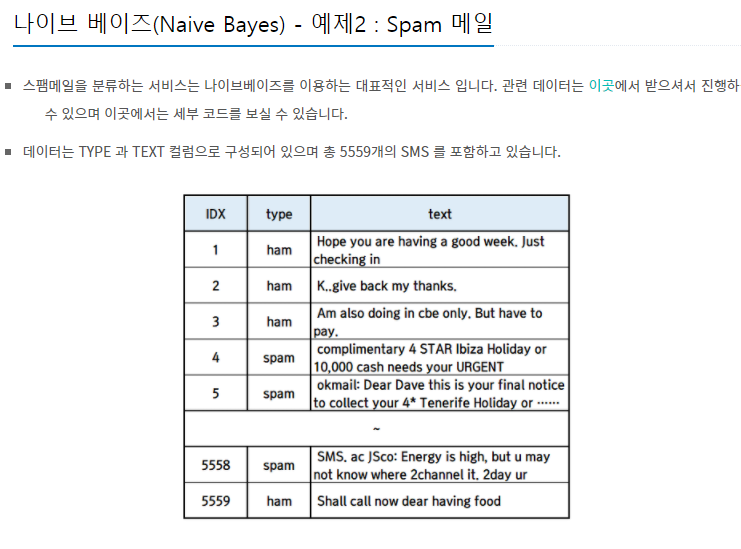 나이브 베이즈(Naive Bayes) - 예제2 : Spam 메일
스팸메일을 분류하는 서비스는 나이브베이즈를 이용하는 대표적인 서비스 입니다. 관련 데이터는 이곳에서 받으셔서 진행하
수 있으며 이곳에서는 세부 코드를 보실 수 있습니다.
데이터는 TYPE 과 TEXT 컬럼으로 구성되어 있으며 총 5559개의 SMS 를 포함하고 있습니다.
IDX type text
1 ham Hope you are having a good week. Just
checking in
2 ham K..give back my thanks.
3 ham Am also doing in cbe only. But have to
pay.
4 spam complimentary 4 STAR Ibiza Holiday or
10,000 cash needs your URGENT
5 spam okmail: Dear Dave this is your final notice
to collect your 4* Tenerife Holiday or ······
~
5558 spam SMS. ac JSco: Energy is high, but u may
not know where 2channel it. 2day ur
5559 ham Shall call now dear having food